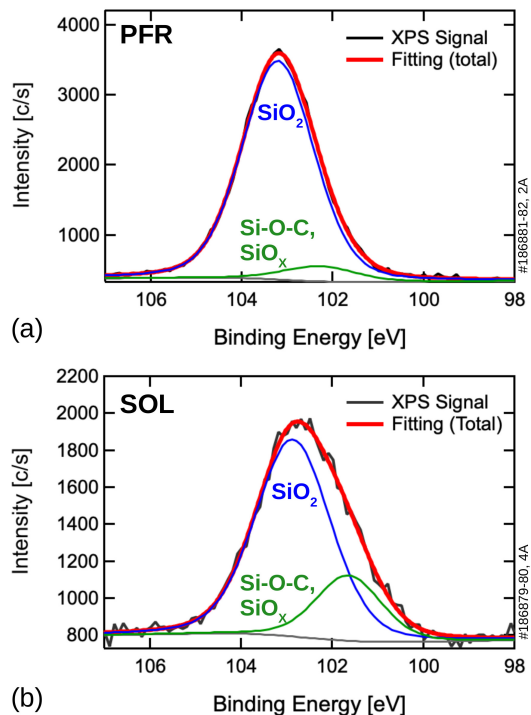 PFR
XPS Signal
Fitting (total)
SiO2
Si-O-C,
SiOX
4000
3000
2000
1000
Intensity [c/s]
106 104 102 100 98
Binding Energy [eV]
#186881-82, 2A
(a)
SOL
XPS Signal
Fitting (Total)
SiO2
Si-O-C,
SiOX
2200
2000
1800
1600
1400
1200
1000
800
Intensity [c/s]
106 104 102 100 98
Binding Energy [eV]
#186879-80, 4A
(b)